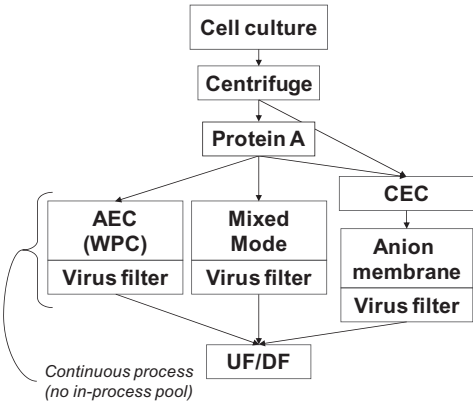 Cell culture
Centrifuge
Protein A
CEC
AEC
(WPC)
Virus filter
Mixed
Mode
Virus filter
Anion
membrane
Virus filter
UF/DF
Continuous process
(no in-process pool)